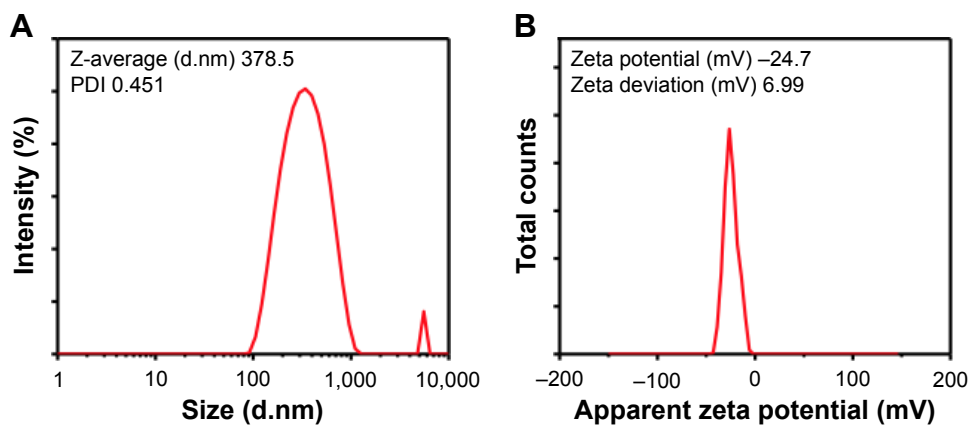 A
Z-average (d.nm) 378.5
PDI 0.451
Intensity (%)
1 10 100 1,000 10,000
Size (d.nm)
B
Zeta potential (mV) –24.7
Zeta deviation (mV) 6.99
Total counts
–200 –100 0 100 200
Apparent zeta potential (mV)